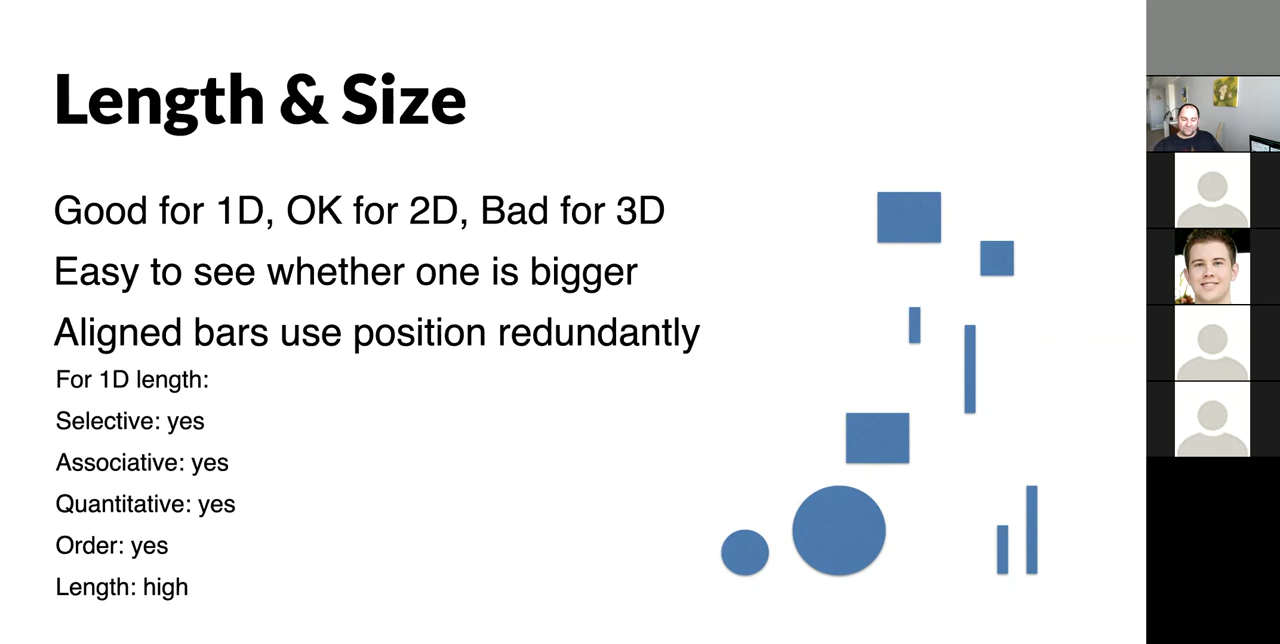 Length & Size
Good for 1D, OK for 2D, Bad for 3D
Easy to see whether one is bigger
Aligned bars use position redundantly
For 1D length:
Selective: yes
Associative: yes
Quantitative: yes
Order: yes
Length: high